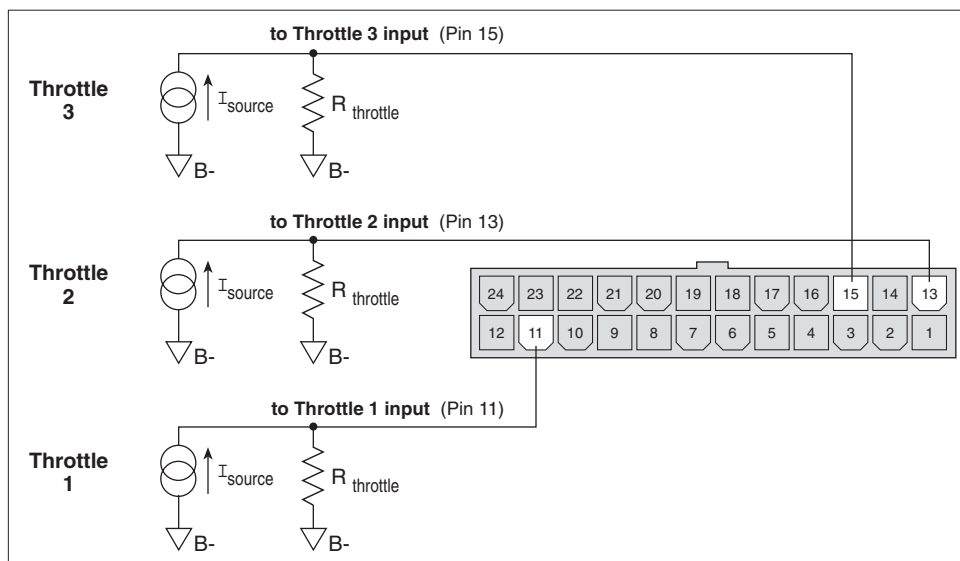 to Throttle 3 input (Pin 15)
Throttle
3
Isource
R throttle
B-
B-
to Throttle 2 input (Pin 13)
Throttle
2
Isource
R throttle
B-
B-
24 23 22 21 20 19 18 17 16 15 14 13
12 11 10 9 8 7 6 5 4 3 2 1
to Throttle 1 input (Pin 11)
Throttle
1
Isource
R throttle
B-
B-